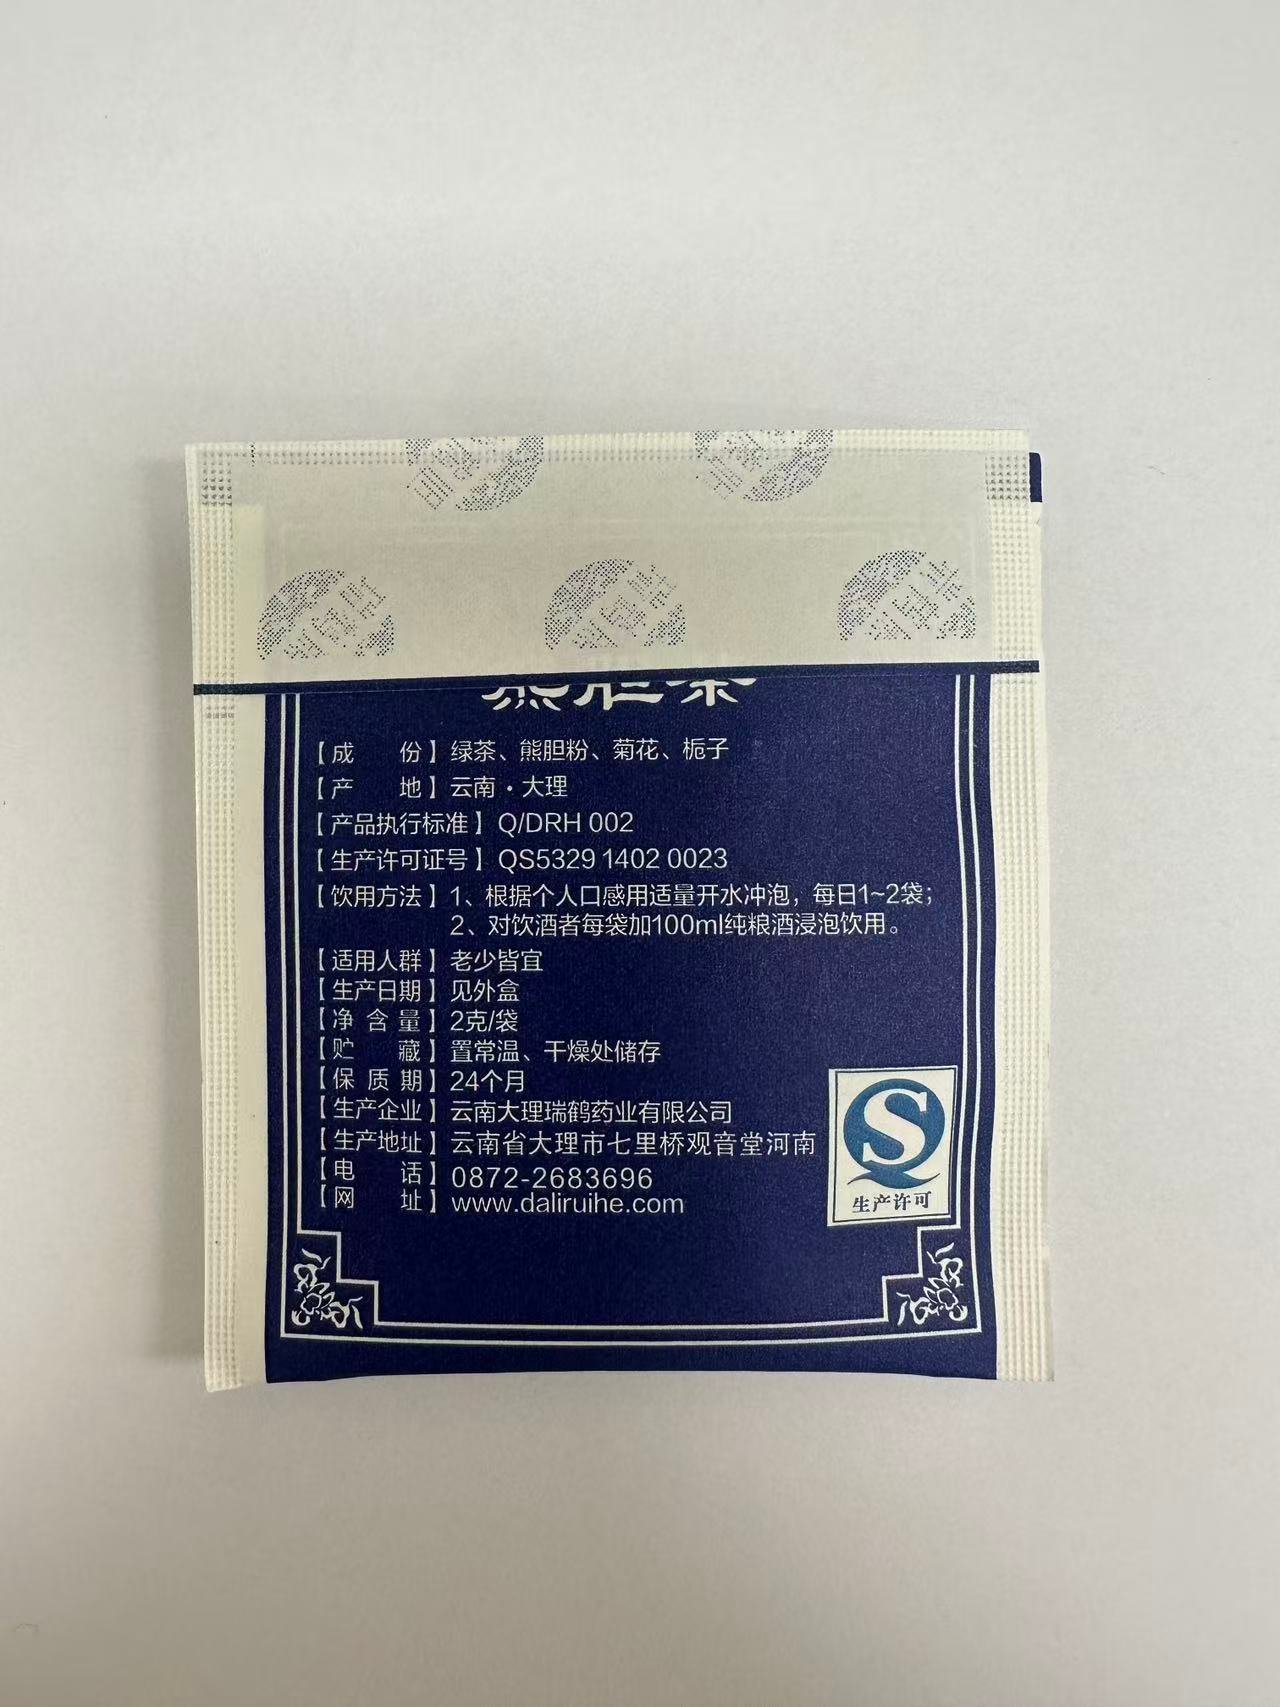 熊胆茶
【成份】绿茶、熊胆粉、菊花、栀子
【产地】云南·大理
【产品执行标准】Q/DRH 002
【生产许可证号】QS5329 1402 0023
【饮用方法】1、根据个人口感用适量开水冲泡，每日1~2袋；
2、对饮酒者每袋加100ml纯粮酒浸泡饮用。
【适用人群】老少皆宜
【生产日期】见外盒
【净含量】2克/袋
【贮藏】置常温、干燥处储存
【保质期】24个月
【生产企业】云南大理瑞鹤药业有限公司
【生产地址】云南省大理市七里桥观音堂河南
【电话】0872-2683696
【网址】www.daliruihe.com
生产许可